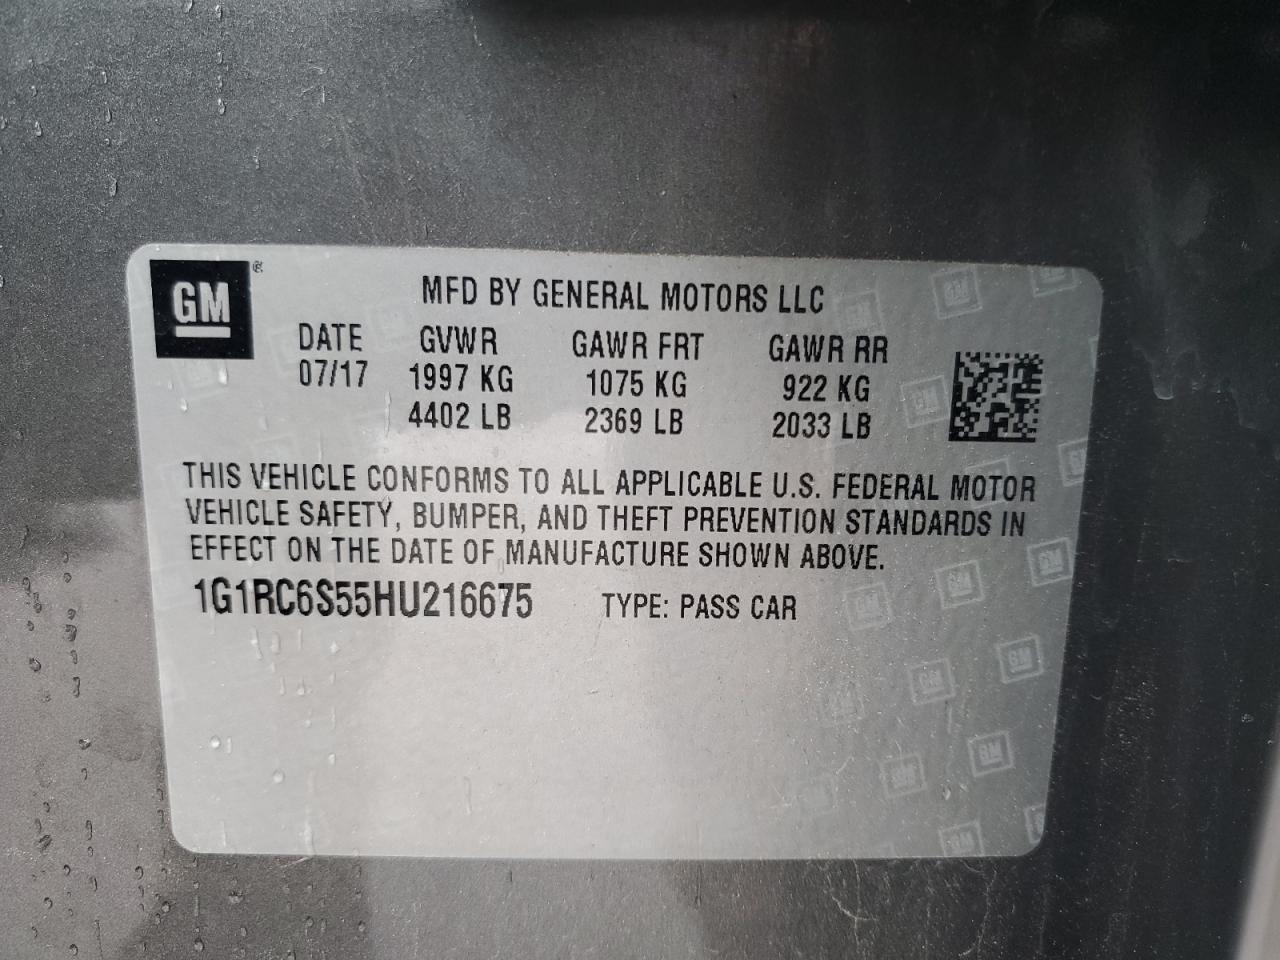 GM ®
MFD BY GENERAL MOTORS LLC
DATE GVWR GAWR FRT GAWR RR
07/17 1997 KG 1075 KG 922 KG
4402 LB 2369 LB 2033 LB
THIS VEHICLE CONFORMS TO ALL APPLICABLE U.S. FEDERAL MOTOR
VEHICLE SAFETY, BUMPER, AND THEFT PREVENTION STANDARDS IN
EFFECT ON THE DATE OF MANUFACTURE SHOWN ABOVE.
1G1RC6S55HU216675 TYPE: PASS CAR